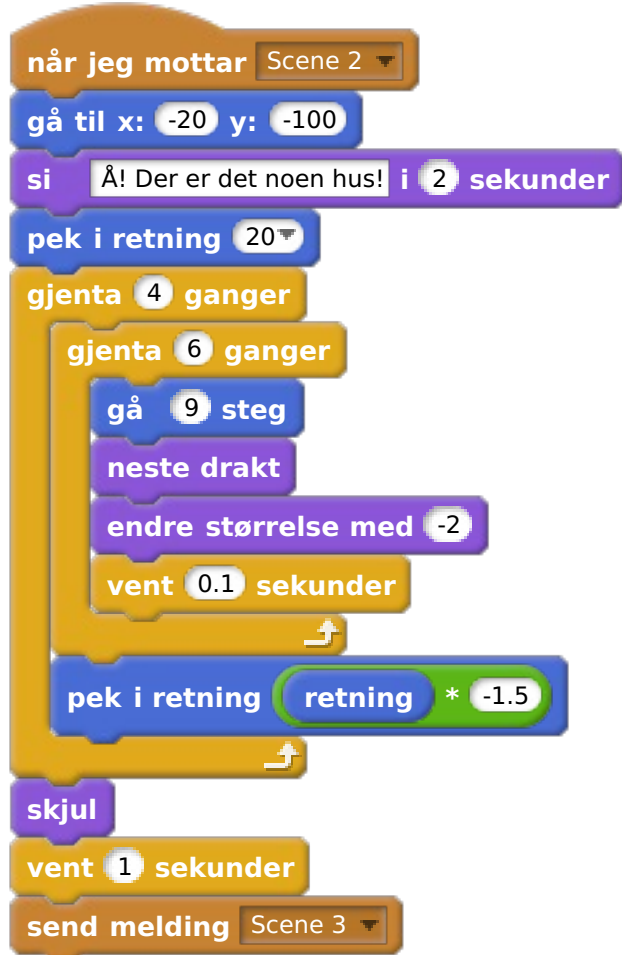 når jeg mottar Scene 2
gå til x: -20 y: -100
si Å! Der er det noen hus! i 2 sekunder
pek i retning 20
gjenta 4 ganger
gjenta 6 ganger
gå 9 steg
neste drakt
endre størrelse med -2
vent 0.1 sekunder
pek i retning retning * -1.5
skjul
vent 1 sekunder
send melding Scene 3